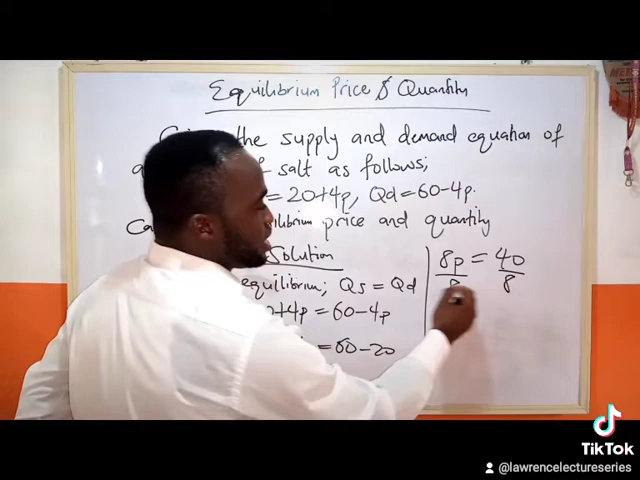 Equilibrium Price & Quantity
the supply and demand equation of
salt as follows;
= 20+4p, Qd = 60-4p.
price and quantity
Solution
equilibrium; Qs = Qd
+4p = 60-4p
= 60-20
8p = 40
8
TikTok
@lawrencelectureseries